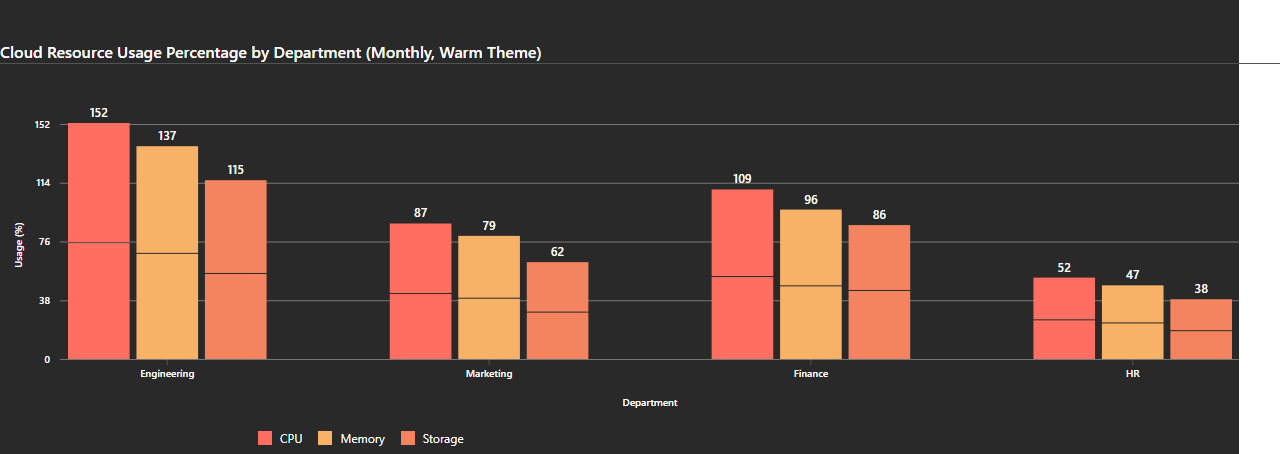 Cloud Resource Usage Percentage by Department (Monthly, Warm Theme)
152
137
115
87
79
62
109
96
86
52
47
38
152
114
76
38
0
Usage (%)
Engineering
Marketing
Finance
HR
Department
CPU
Memory
Storage